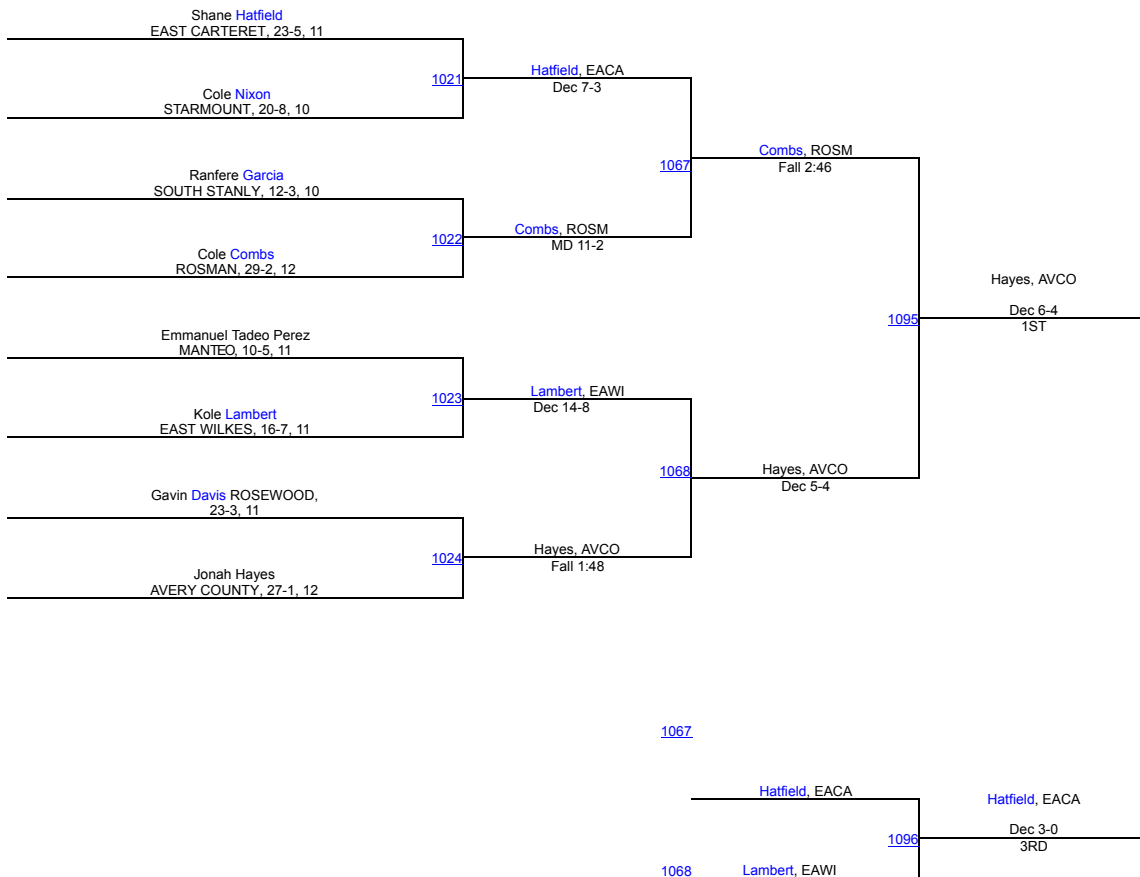 Shane Hatfield
EAST CARTERET, 23-5, 11
1021
Hatfield, EACA
Dec 7-3
Cole Nixon
STARMOUNT, 20-8, 10
1067
Combs, ROSM
Fall 2:46
Ranfere Garcia
SOUTH STANLY, 12-3, 10
1022
Combs, ROSM
MD 11-2
Cole Combs
ROSMAN, 29-2, 12
Hayes, AVCO
1095
Dec 6-4
1ST
Emmanuel Tadeo Perez
MANTEO, 10-5, 11
1023
Lambert, EAWI
Dec 14-8
Kole Lambert
EAST WILKES, 16-7, 11
1068
Hayes, AVCO
Dec 5-4
Gavin Davis ROSEWOOD,
23-3, 11
1024
Hayes, AVCO
Fall 1:48
Jonah Hayes
AVERY COUNTY, 27-1, 12
1067
Hatfield, EACA
Hatfield, EACA
1096
Dec 3-0
3RD
1068
Lambert, EAWI